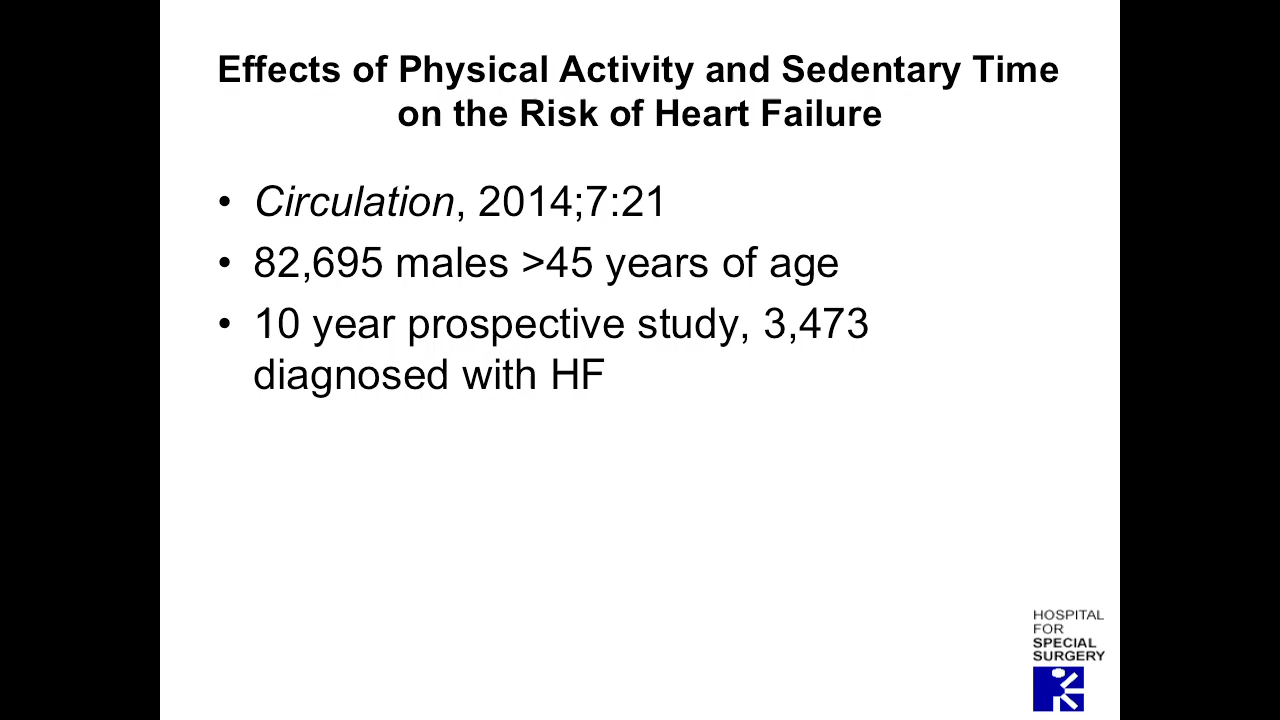 Effects of Physical Activity and Sedentary Time
on the Risk of Heart Failure
• Circulation, 2014;7:21
• 82,695 males >45 years of age
• 10 year prospective study, 3,473
diagnosed with HF
HOSPITAL
FOR
SPECIAL
SURGERY